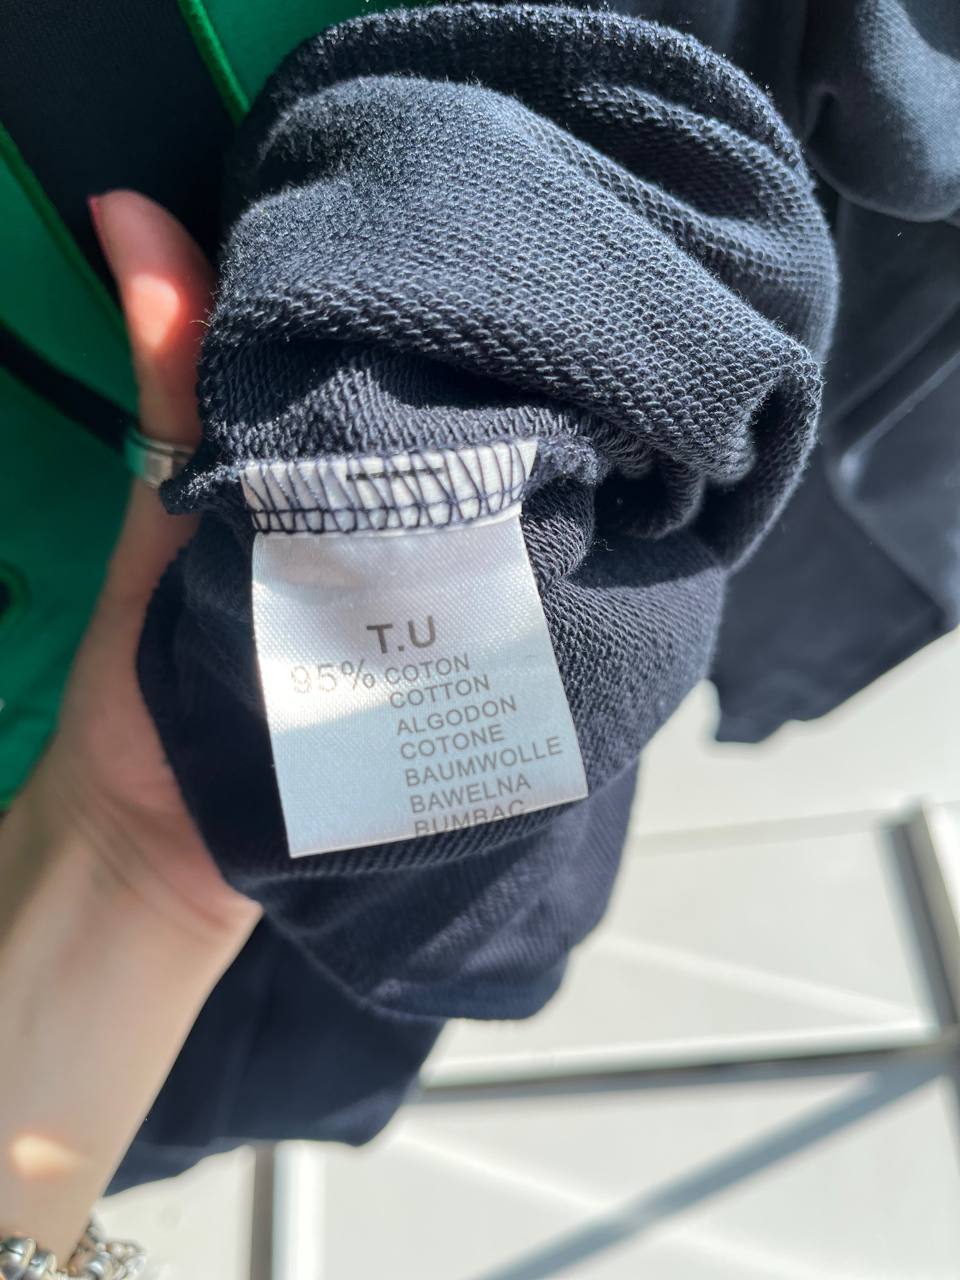 T.U
95% COTON
COTTON
ALGODON
COTONE
BAUMWOLLE
BAWELNA
BUMBAC